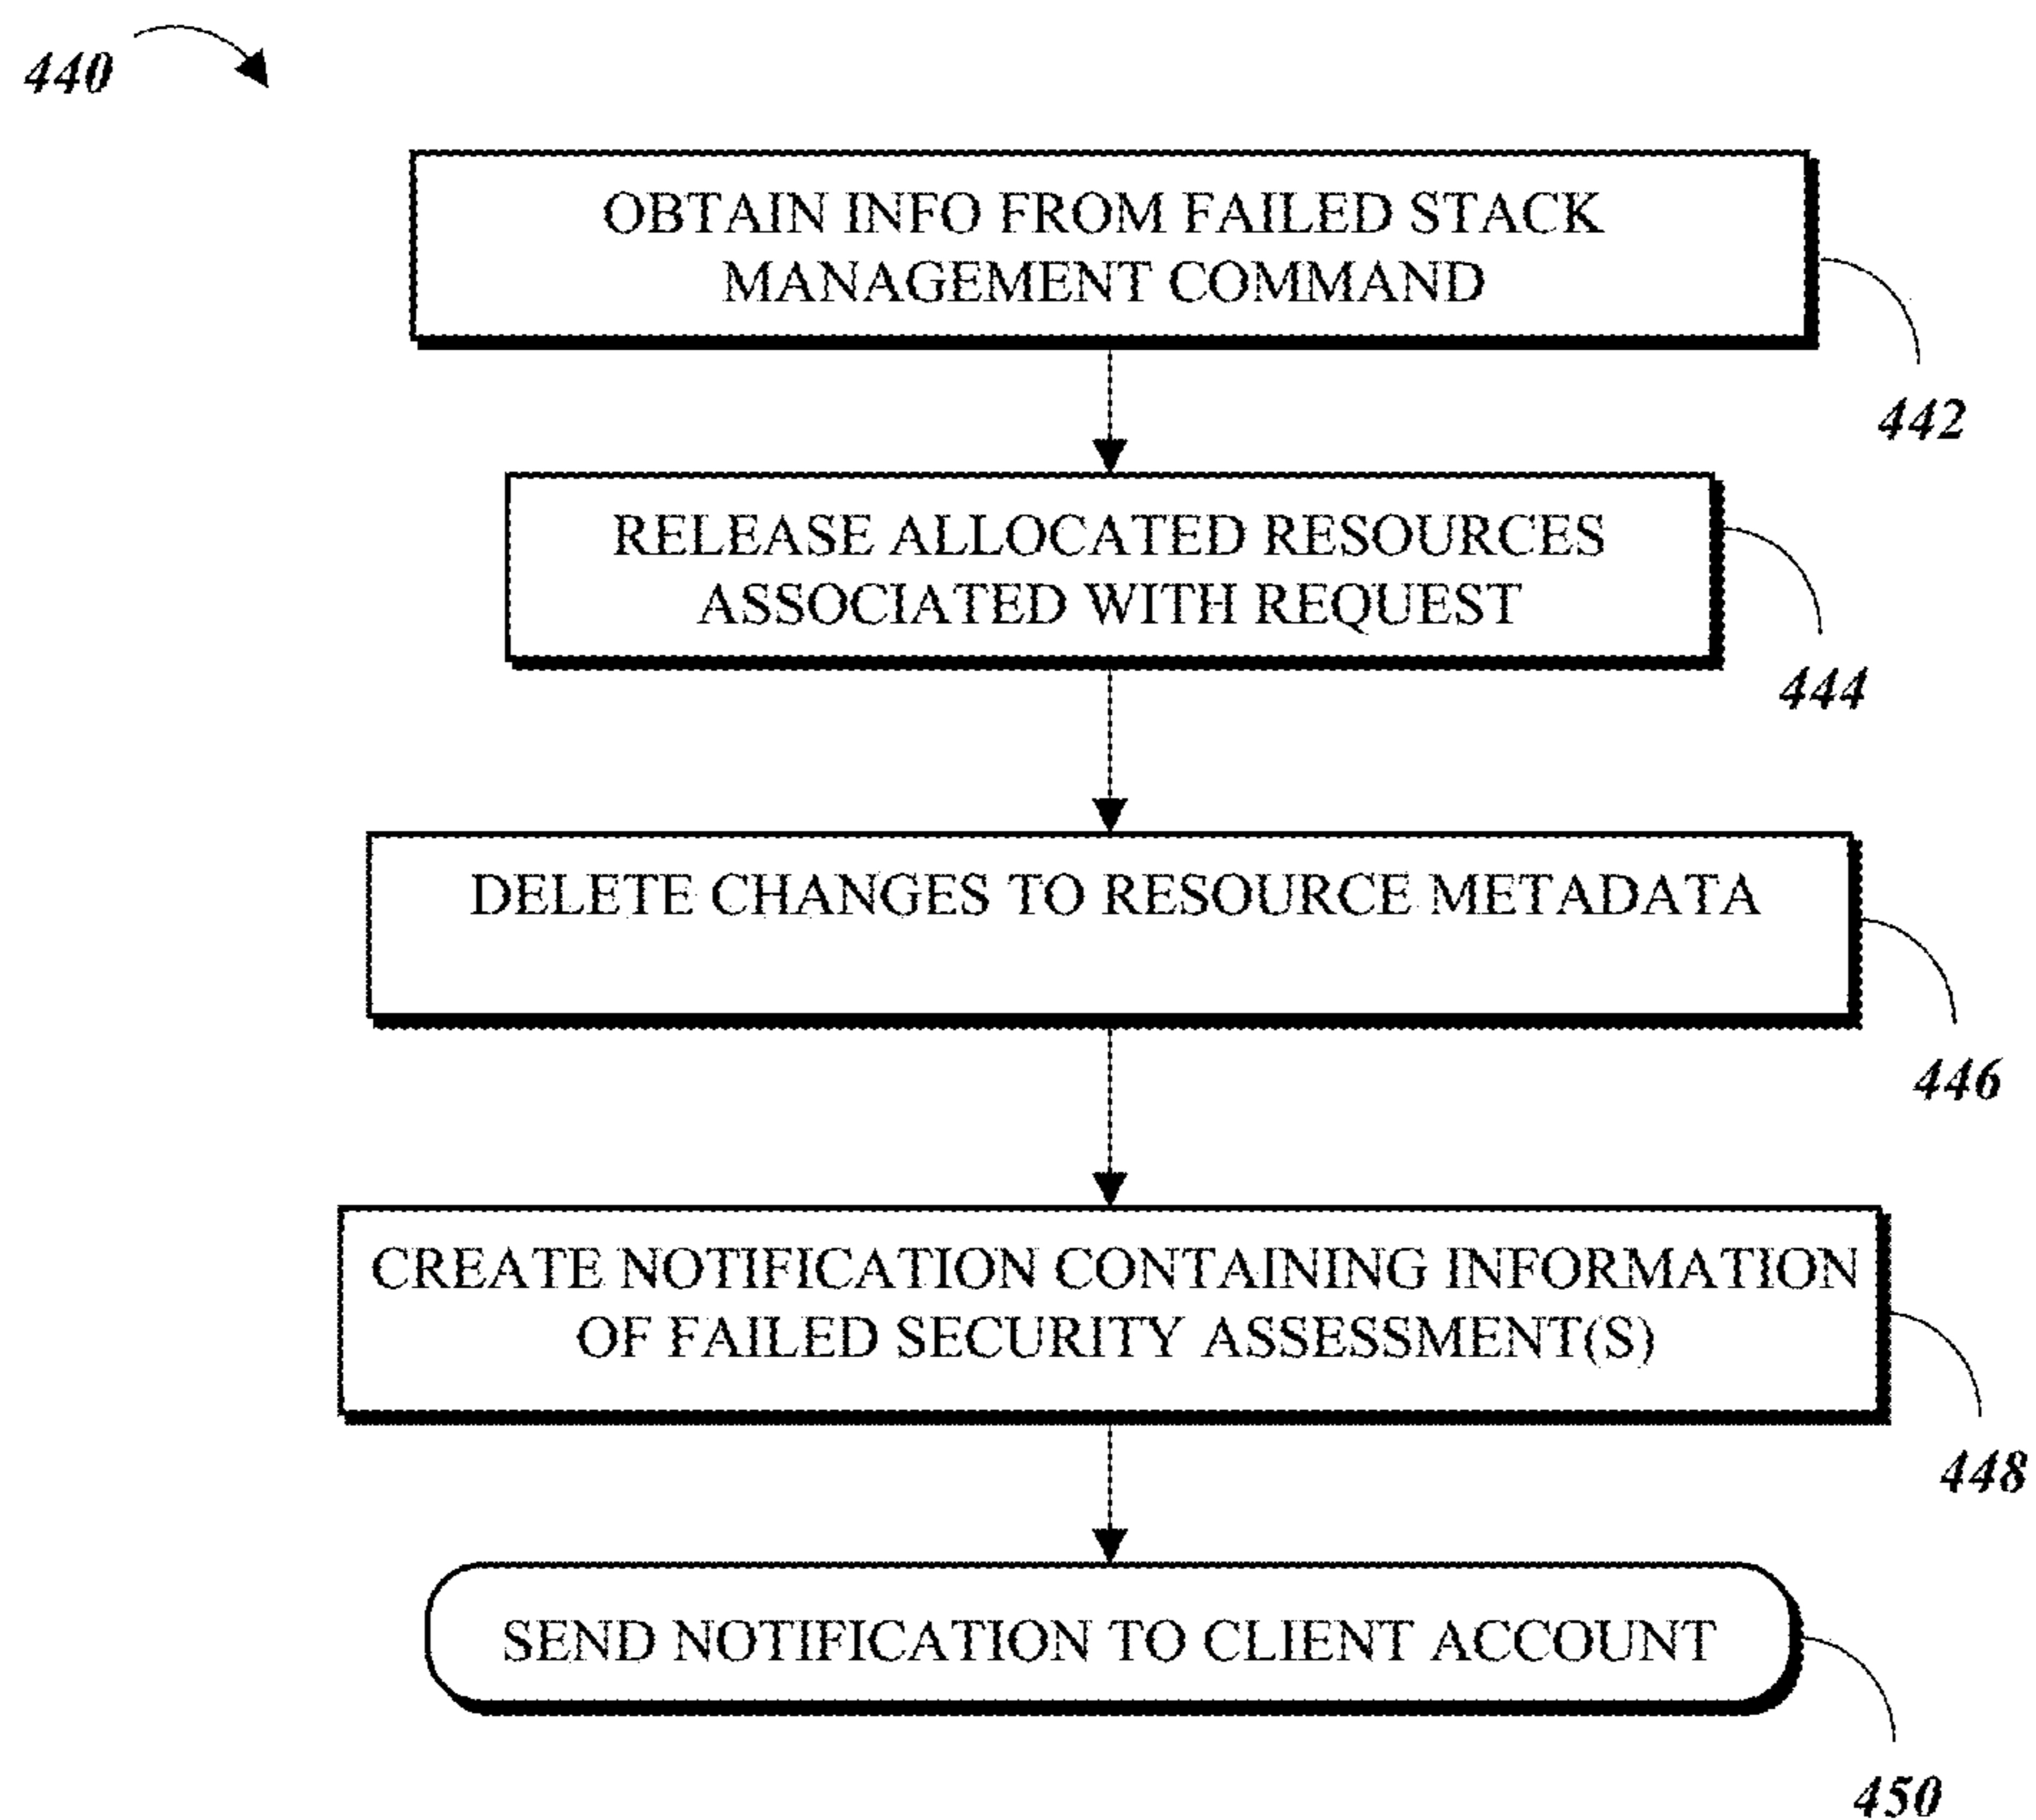 440
OBTAIN INFO FROM FAILED STACK
MANAGEMENT COMMAND
442
RELEASE ALLOCATED RESOURCES
ASSOCIATED WITH REQUEST
444
DELETE CHANGES TO RESOURCE METADATA
446
CREATE NOTIFICATION CONTAINING INFORMATION
OF FAILED SECURITY ASSESSMENT(S)
448
SEND NOTIFICATION TO CLIENT ACCOUNT
450